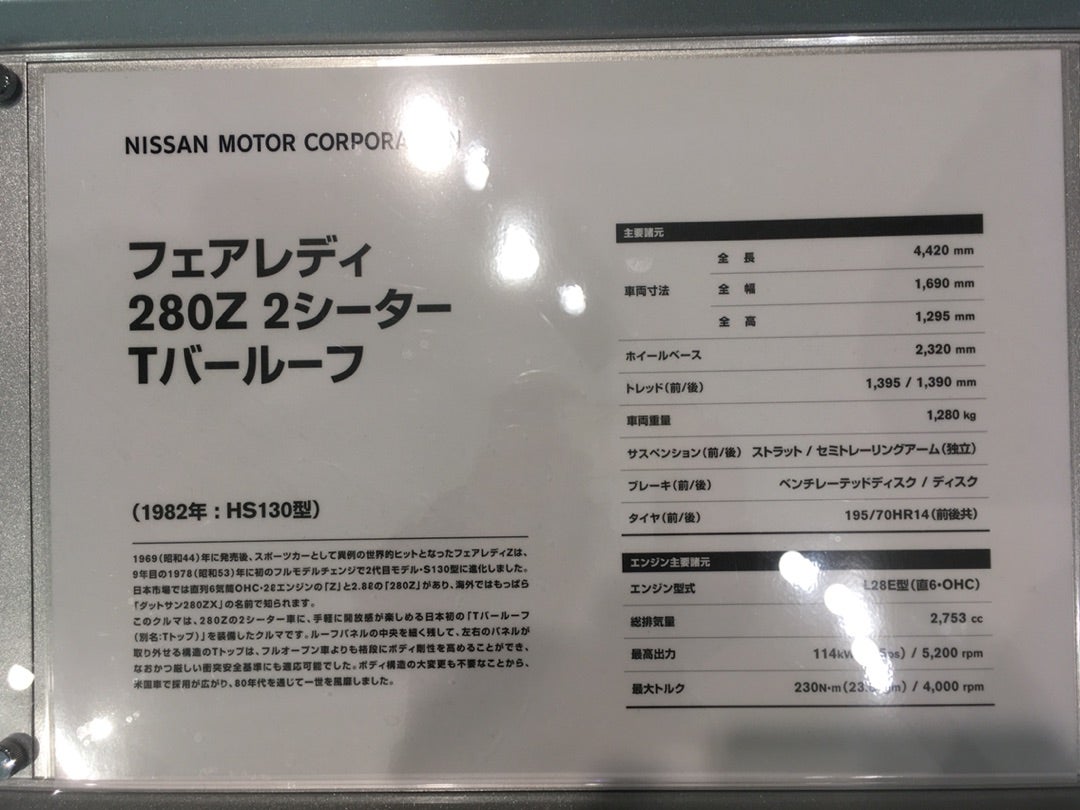 NISSAN MOTOR CORPORATION
フェアレディ
280Z 2シーター
Tバールーフ
(1982年 : HS130型)
1969(昭和44)年に発売後、スポーツカーとして異例の世界的ヒットとなったフェアレディZは、
9年目の1978(昭和53)年に初のフルモデルチェンジで2代目モデル・S130型に進化しました。
日本市場では直列6気筒OHC・2ℓエンジンの「Z」と2.8ℓの「280Z」があり、海外ではもっぱら
「ダットサン280ZX」の名前で知られます。
このクルマは、280Zの2シーター車に、手軽に開放感が楽しめる日本初の「Tバールーフ
(別名:Tトップ)」を装備したクルマです。ルーフパネルの中央を細く残して、左右のパネルが
取り外せる構造のTトップは、フルオープン車よりも格段にボディ剛性を高めることができ、
なおかつ厳しい衝突安全基準にも適応可能でした。ボディ構造の大変更も不要なことから、
米国車で採用が広がり、80年代を通じて一世を風靡しました。
主要諸元
車両寸法 全長 4,420 mm
全幅 1,690 mm
全高 1,295 mm
ホイールベース 2,320 mm
トレッド(前/後) 1,395 / 1,390 mm
車両重量 1,280 kg
サスペンション(前/後) ストラット / セミトレーリングアーム(独立)
ブレーキ(前/後) ベンチレーテッドディスク / ディスク
タイヤ(前/後) 195/70HR14(前後共)
エンジン主要諸元
エンジン型式 L28E型(直6・OHC)
総排気量 2,753 cc
最高出力 114kW ps) / 5,200 rpm
最大トルク 230N・m / 4,000 rpm